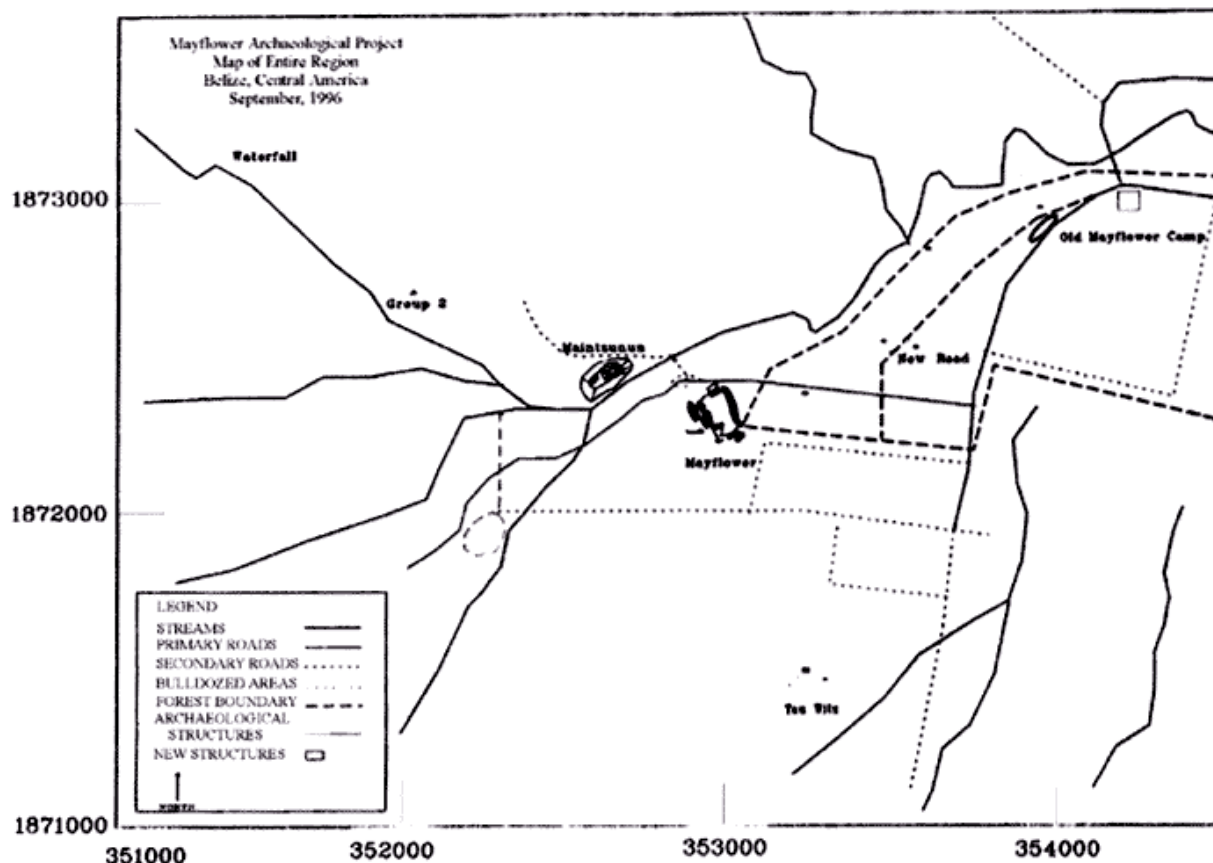 Mayflower Archaeological Project
Map of Entire Region
Belize, Central America
September, 1996
Waterfall
1873000
Old Mayflower Camp
Group 2
Maintzunun
New Road
Mayflower
1872000
LEGEND
STREAMS
PRIMARY ROADS
SECONDARY ROADS
BULLDOZED AREAS
FOREST BOUNDARY
ARCHAEOLOGICAL
STRUCTURES
NEW STRUCTURES
NORTH
Tau Witz
1871000
351000
352000
353000
354000